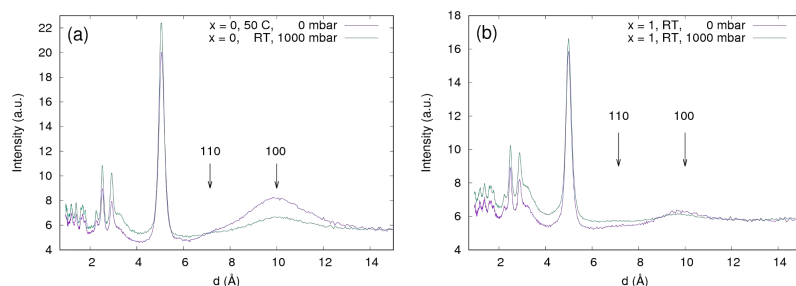 (a)
x = 0, 50 C, 0 mbar
x = 0, RT, 1000 mbar
22
20
18
16
14
12
10
8
6
4
Intensity (a.u.)
110
100
2 4 6 8 10 12 14
d (Å)
(b)
x = 1, RT, 0 mbar
x = 1, RT, 1000 mbar
18
16
14
12
10
8
6
4
Intensity (a.u.)
110
100
2 4 6 8 10 12 14
d (Å)